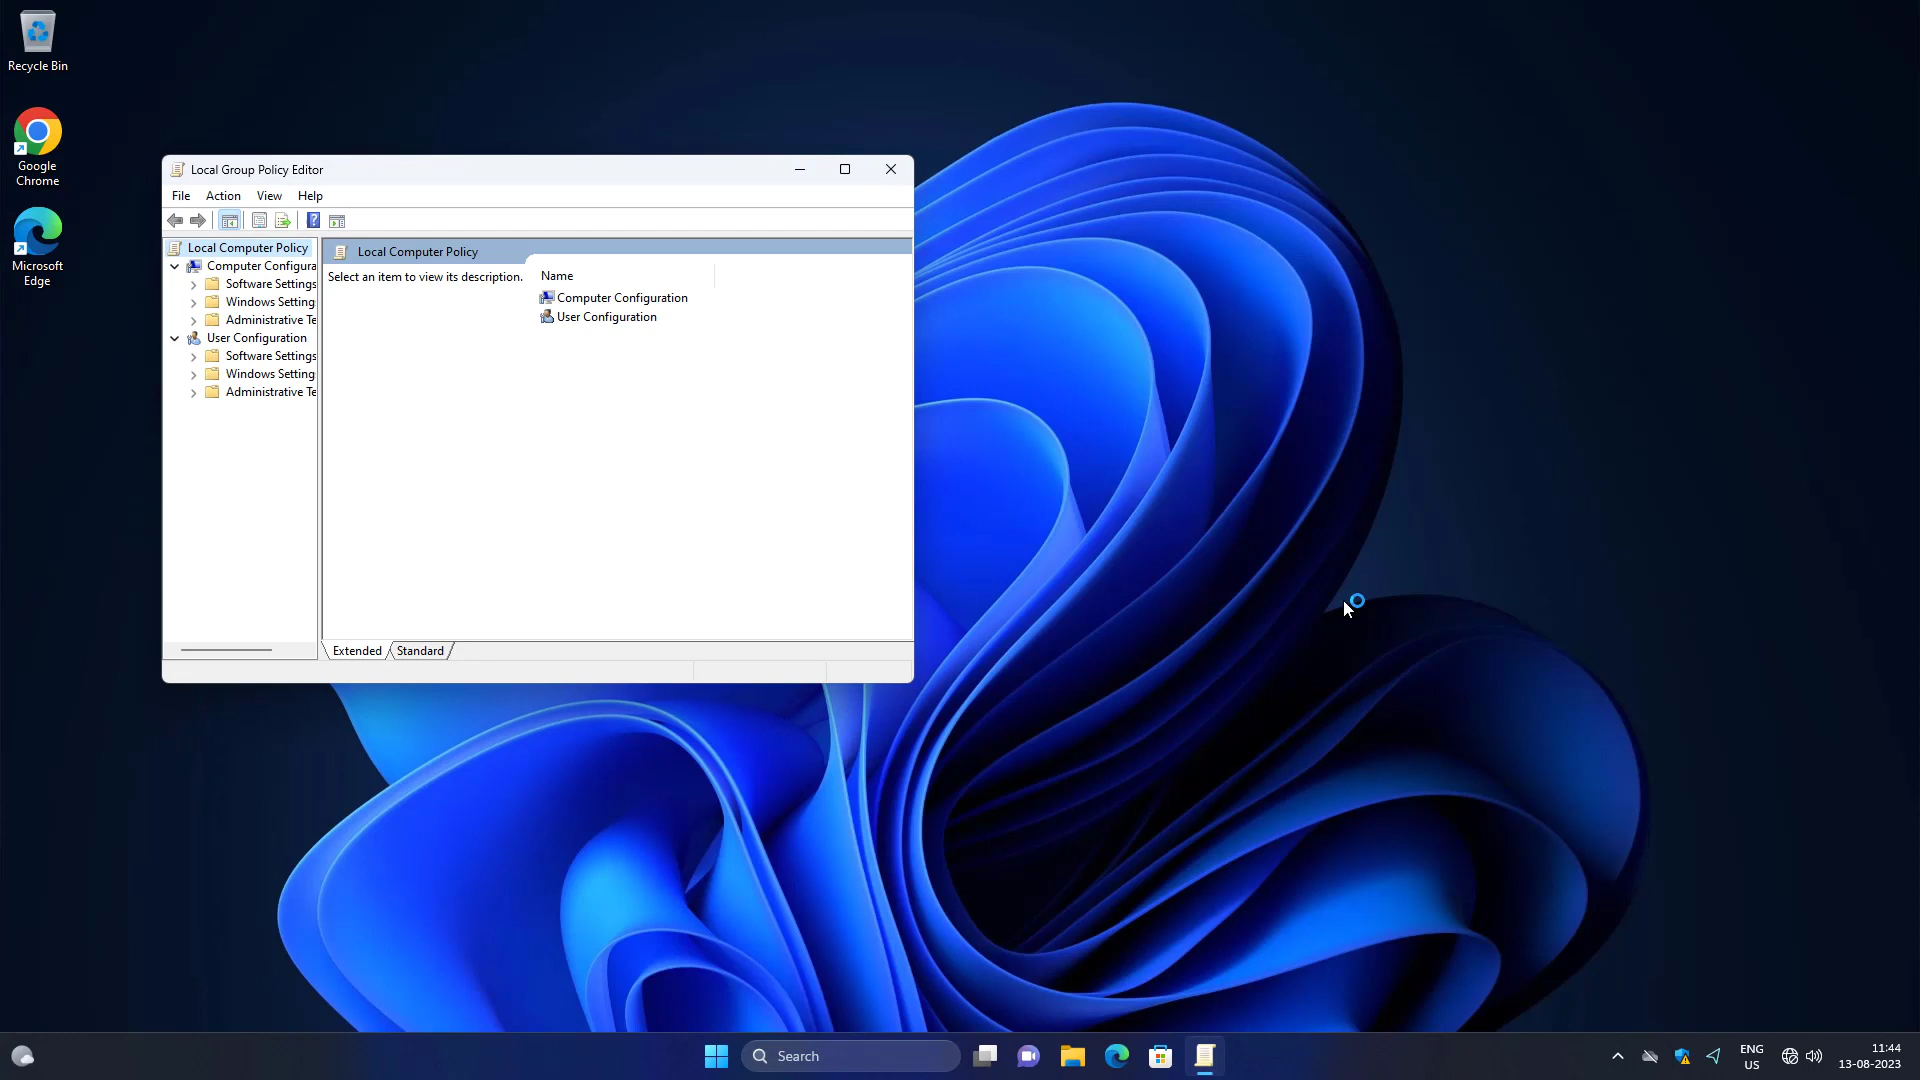 Recycle Bin
Google
Chrome
Microsoft
Edge
Local Group Policy Editor
File Action View Help
Local Computer Policy
Computer Configura
Software Settings
Windows Setting
Administrative Te
User Configuration
Software Settings
Windows Setting
Administrative Te
Local Computer Policy
Select an item to view its description.
Name
Computer Configuration
User Configuration
Extended Standard
Search
ENG
US
11:44
13-08-2023